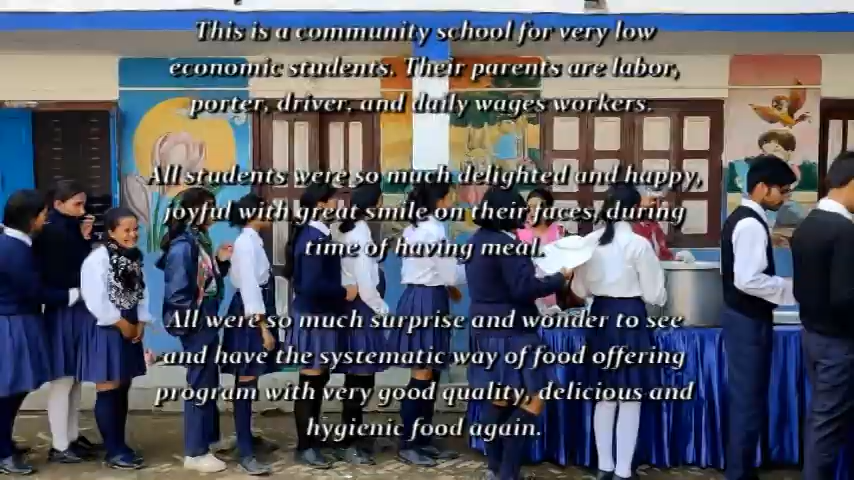 This is a community school for very low
economic students. Their parents are labor,
porter, driver, and daily wages workers.
All students were so much delighted and happy,
joyful with great smile on their faces, during
time of having meal.
All were so much surprise and wonder to see
and have the systematic way of food offering
program with very good quality, delicious and
hygienic food again.